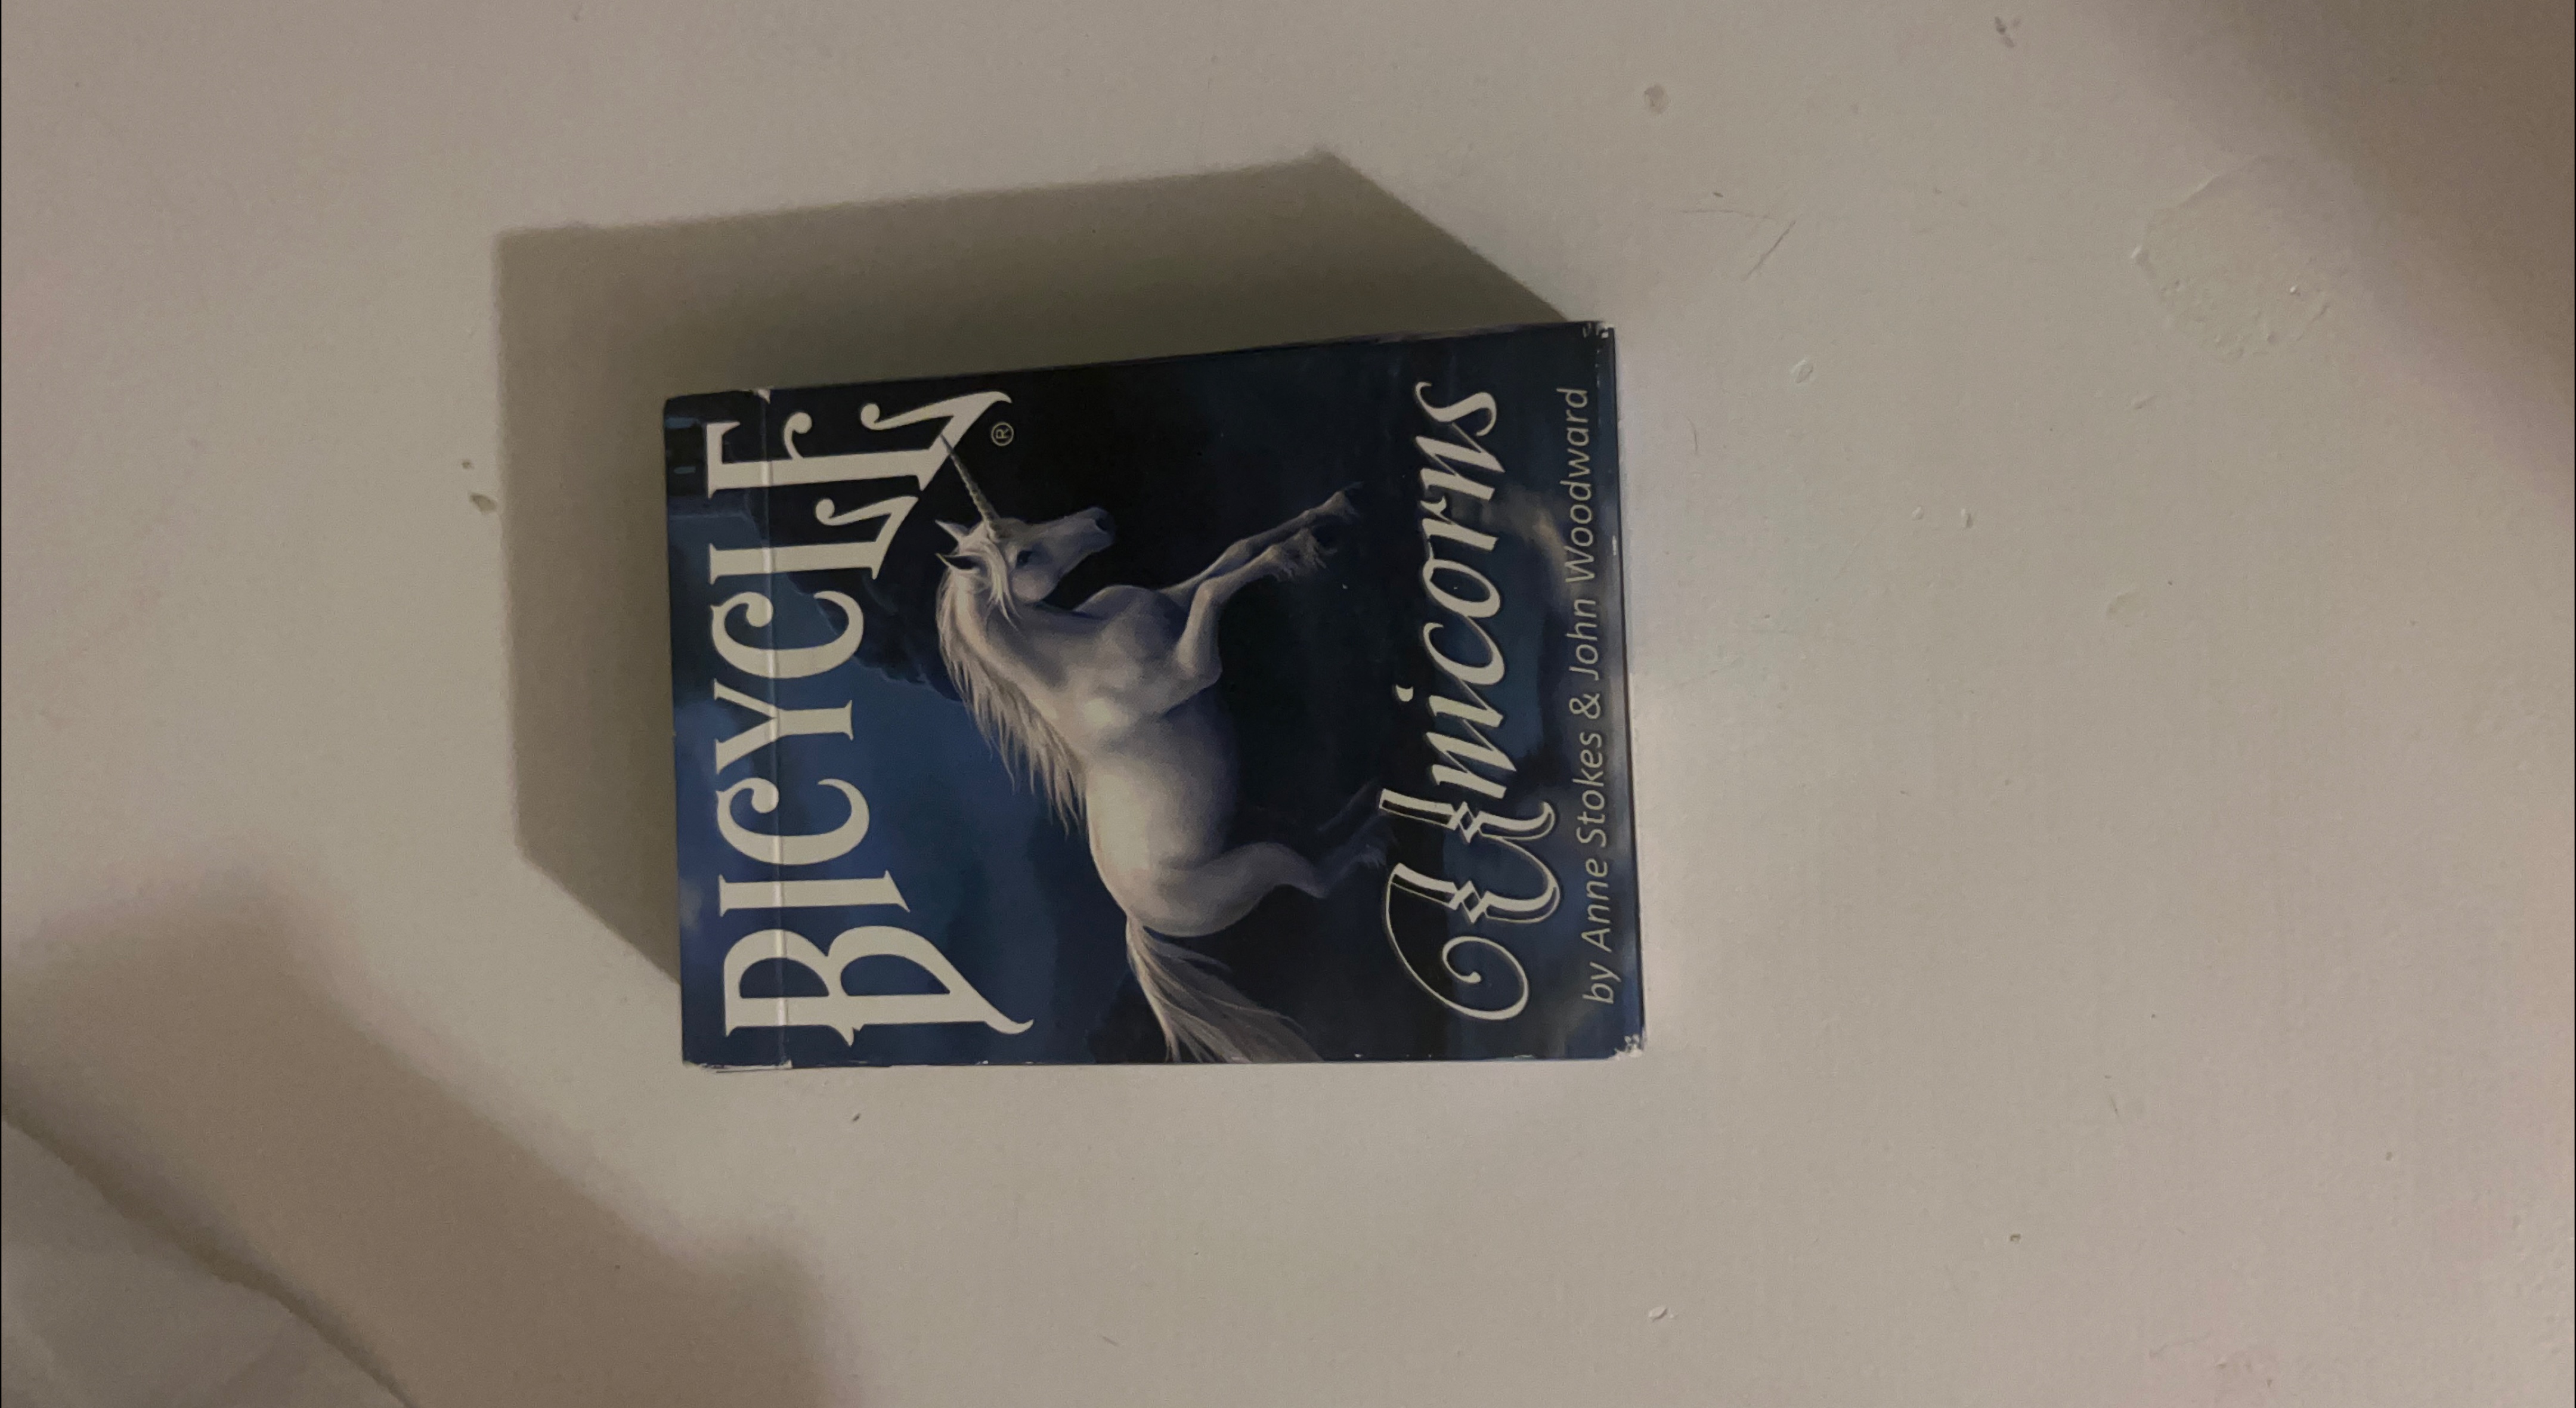 BICYCLE®
Unicorns
by Anne Stokes & John Woodward